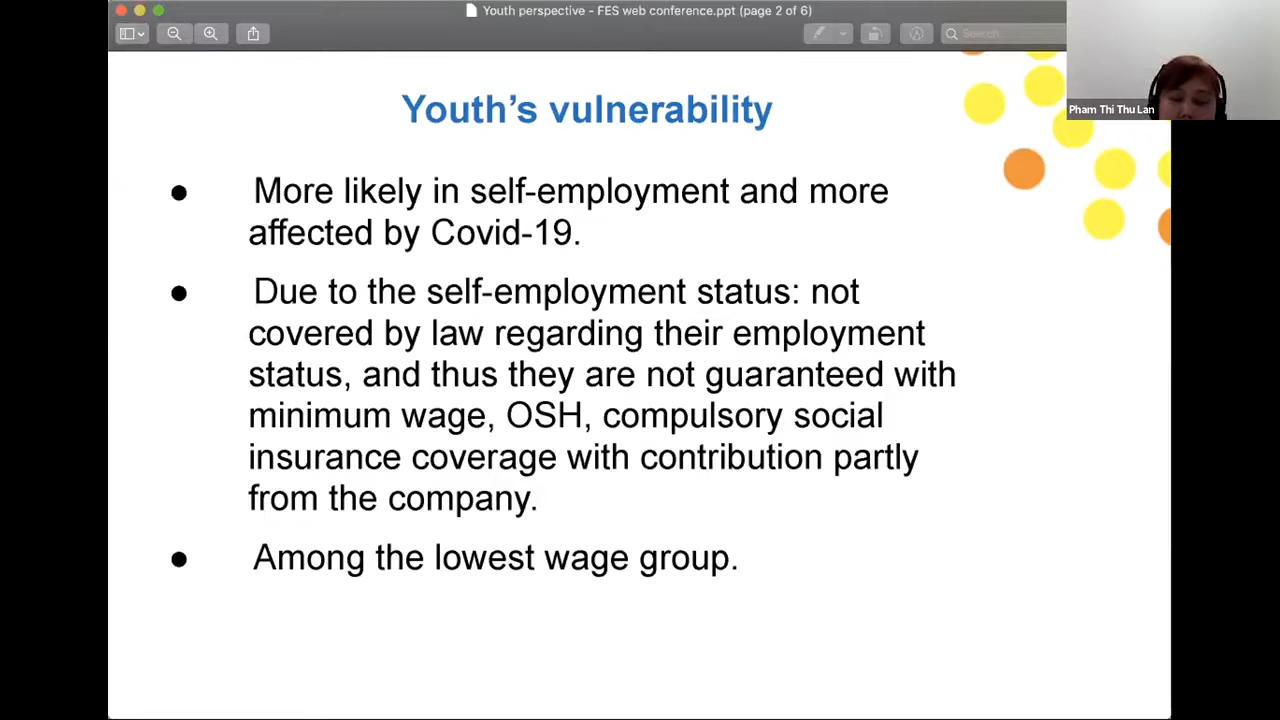 Youth perspective - FES web conference.ppt (page 2 of 6)
Search
Pham Thi Thu Lan
Youth’s vulnerability
● More likely in self-employment and more
affected by Covid-19.
● Due to the self-employment status: not
covered by law regarding their employment
status, and thus they are not guaranteed with
minimum wage, OSH, compulsory social
insurance coverage with contribution partly
from the company.
● Among the lowest wage group.